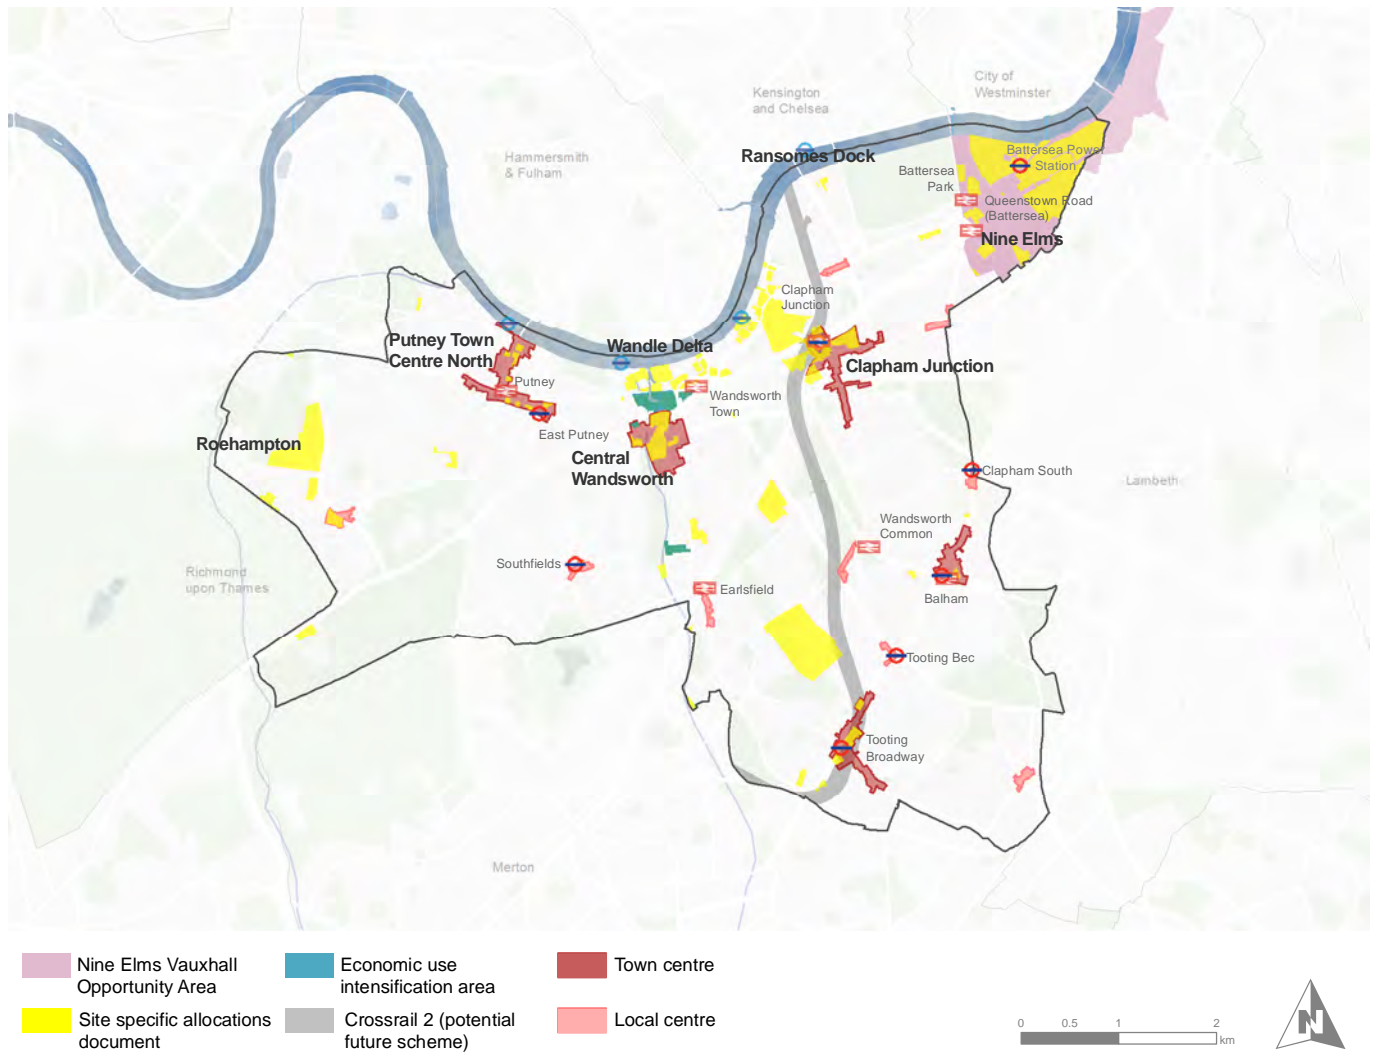 City of
Westminster
Kensington
and Chelsea
Hammersmith
& Fulham
Ransomes Dock
Battersea Power
Station
Battersea
Park
Queenstown Road
(Battersea)
Nine Elms
Clapham
Junction
Putney Town
Centre North
Wandle Delta
Clapham Junction
Putney
Wandsworth
Town
East Putney
Roehampton
Central
Wandsworth
Clapham South
Lambeth
Wandsworth
Common
Southfields
Richmond
upon Thames
Earlsfield
Balham
Tooting Bec
Tooting
Broadway
Merton
Nine Elms Vauxhall
Opportunity Area
Economic use
intensification area
Town centre
Site specific allocations
document
Crossrail 2 (potential
future scheme)
Local centre
0 0.5 1 2
km
N